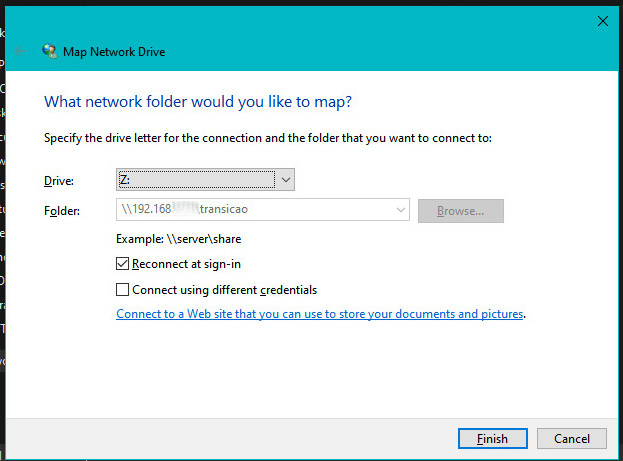 Map Network Drive
What network folder would you like to map?
Specify the drive letter for the connection and the folder that you want to connect to:
Drive: Z:
Folder: \\192.168 transicao Browse...
Example: \\server\share
Reconnect at sign-in
Connect using different credentials
Connect to a Web site that you can use to store your documents and pictures.
Finish Cancel